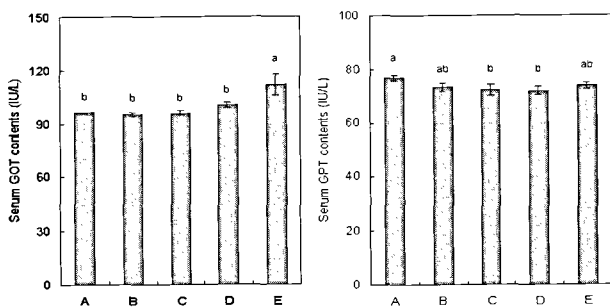 Serum GOT contents (IU/L)
150
120
90
60
30
0
b
b
b
b
a
A
B
C
D
E
Serum GPT contents (IU/L)
100
80
60
40
20
0
a
ab
b
b
ab
A
B
C
D
E